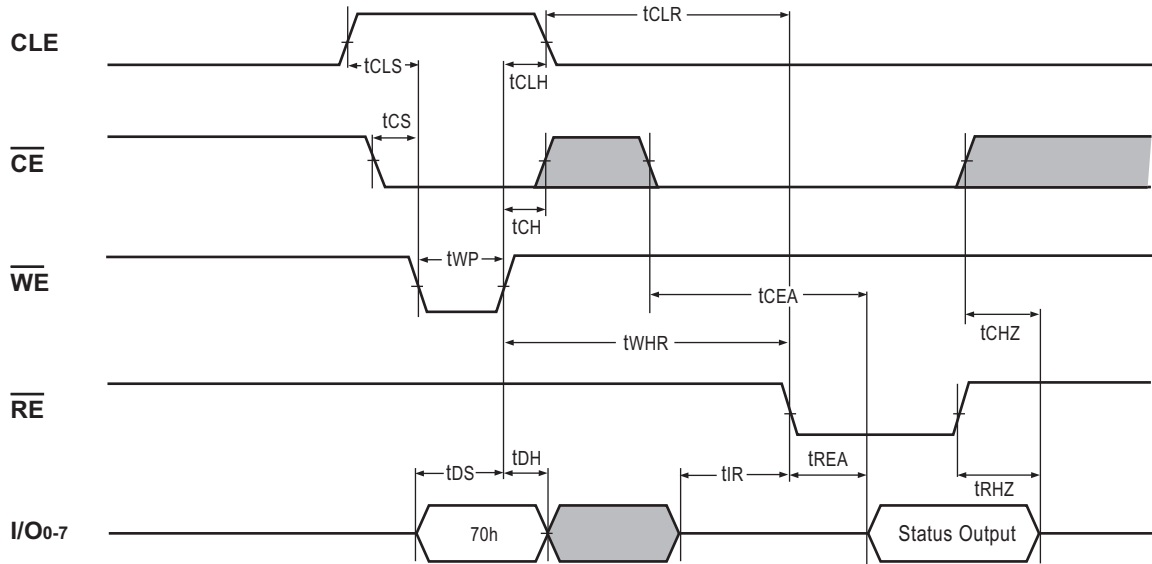 tCLR
CLE
tCLS
tCLH
tCS
CE
tCH
tWP
WE
tCEA
tCHZ
tWHR
RE
tDH
tDS
tIR
tREA
tRHZ
I/O0-7
70h
Status Output